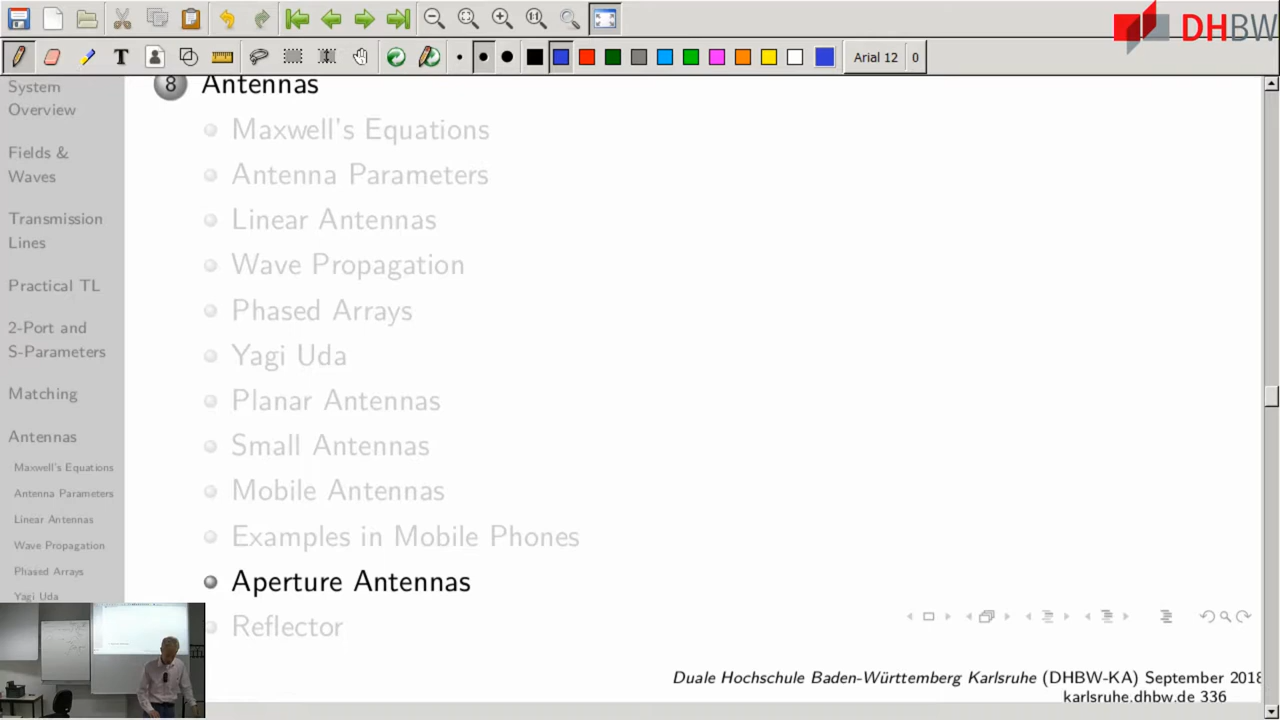 DHBW
T
Arial 12
0
System
Overview
Fields &
Waves
Transmission
Lines
Practical TL
2-Port and
S-Parameters
Matching
Antennas
Maxwell's Equations
Antenna Parameters
Linear Antennas
Wave Propagation
Phased Arrays
Yagi Uda
8 Antennas
Maxwell's Equations
Antenna Parameters
Linear Antennas
Wave Propagation
Phased Arrays
Yagi Uda
Planar Antennas
Small Antennas
Mobile Antennas
Examples in Mobile Phones
Aperture Antennas
Reflector
Duale Hochschule Baden-Württemberg Karlsruhe (DHBW-KA) September 2018
karlsruhe.dhbw.de 336